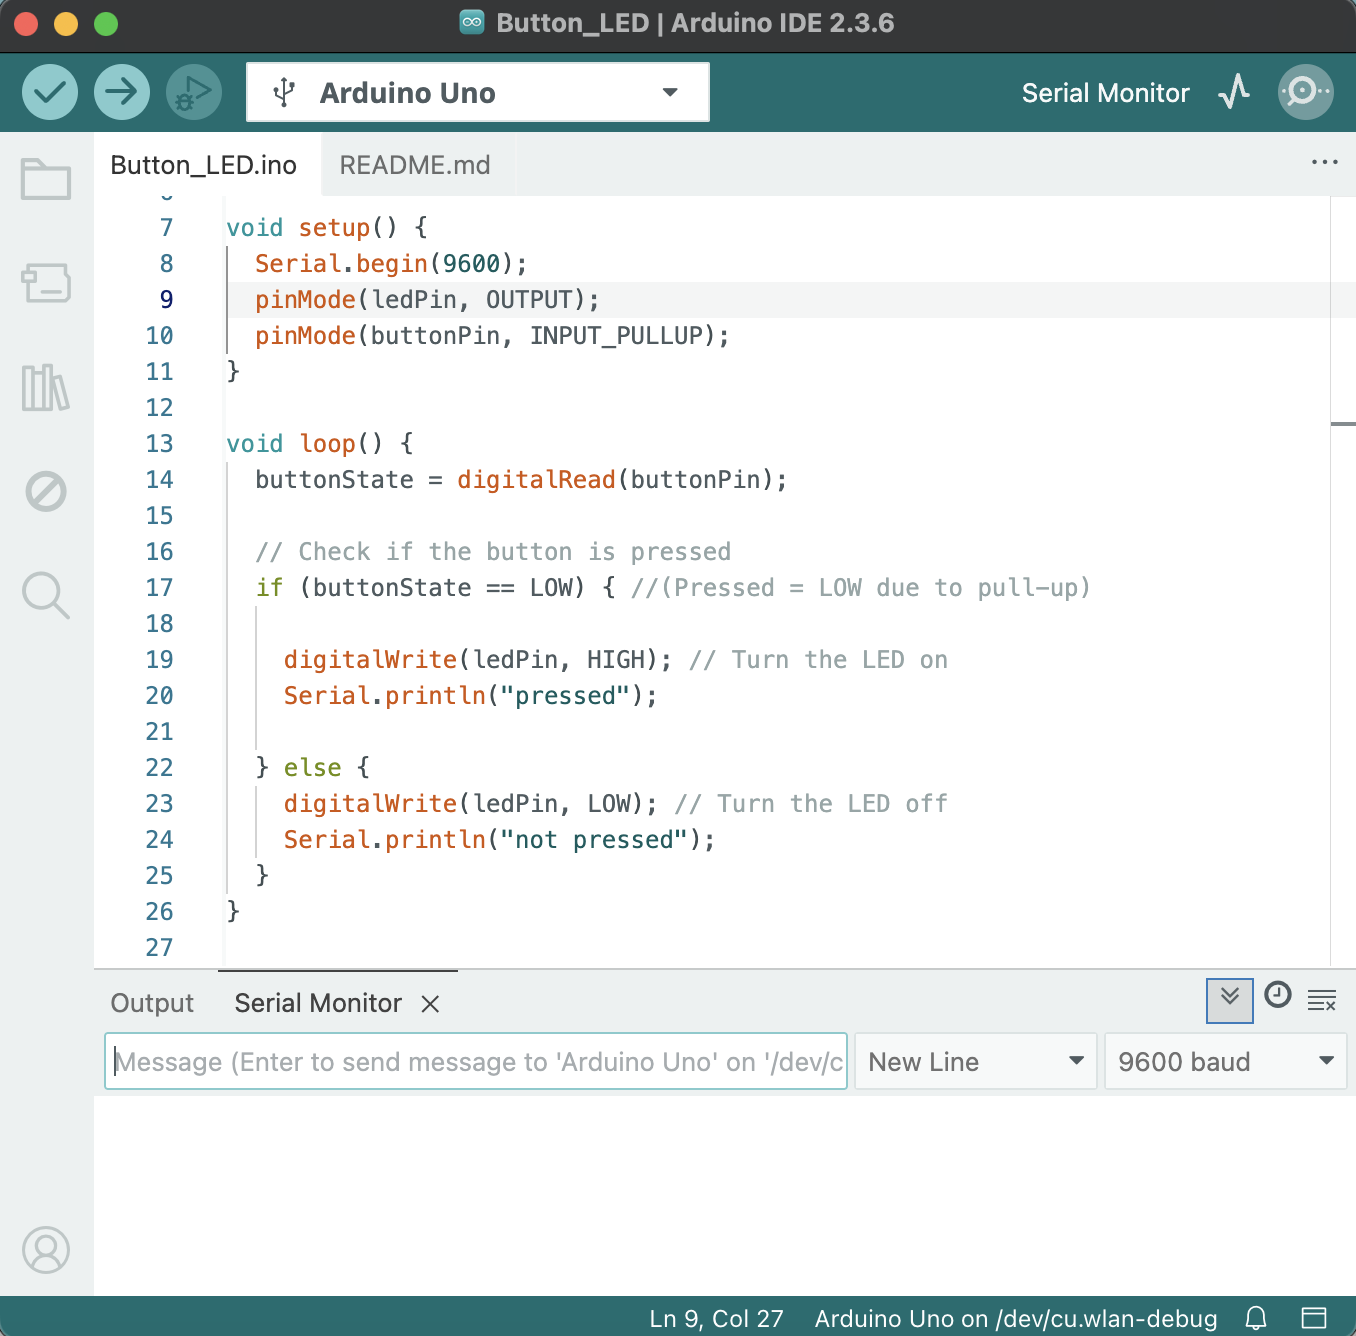 Button_LED | Arduino IDE 2.3.6
Arduino Uno
Serial Monitor
Button_LED.ino README.md
7 void setup() {
8 Serial.begin(9600);
9 pinMode(ledPin, OUTPUT);
10 pinMode(buttonPin, INPUT_PULLUP);
11 }
12
13 void loop() {
14 buttonState = digitalRead(buttonPin);
15
16 // Check if the button is pressed
17 if (buttonState == LOW) { //(Pressed = LOW due to pull-up)
18
19 digitalWrite(ledPin, HIGH); // Turn the LED on
20 Serial.println("pressed");
21
22 } else {
23 digitalWrite(ledPin, LOW); // Turn the LED off
24 Serial.println("not pressed");
25 }
26 }
27
Output Serial Monitor
Message (Enter to send message to 'Arduino Uno' on '/dev/c
New Line
9600 baud
Ln 9, Col 27 Arduino Uno on /dev/cu.wlan-debug